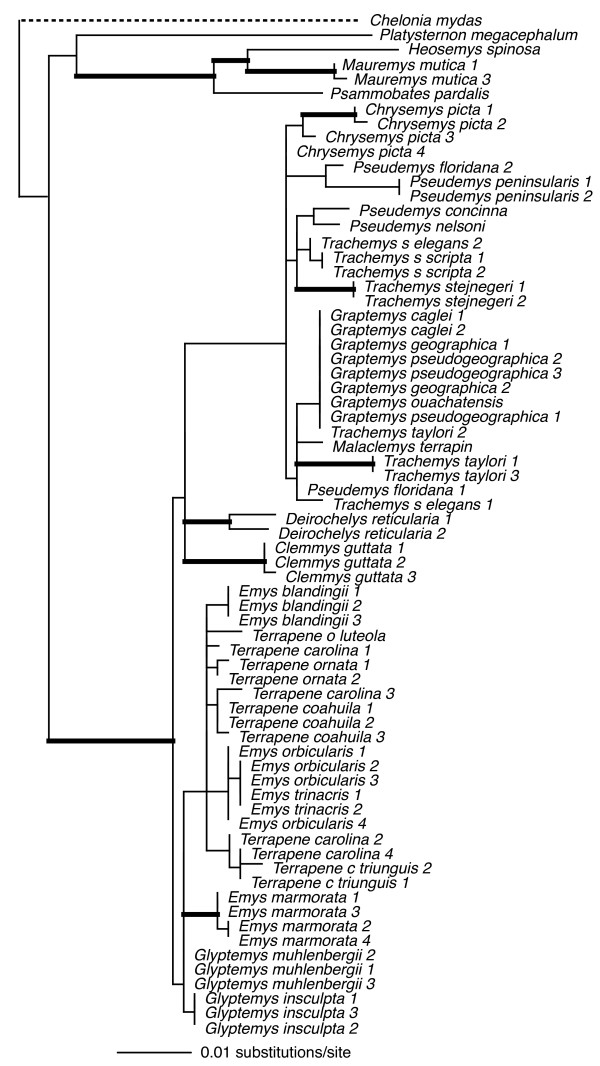 Chelonia mydas
Platysternon megacephalum
Heosemys spinosa
Mauremys mutica 1
Mauremys mutica 3
Psammobates pardalis
Chrysemys picta 1
Chrysemys picta 2
Chrysemys picta 3
Chrysemys picta 4
Pseudemys floridana 2
Pseudemys peninsularis 1
Pseudemys peninsularis 2
Pseudemys concinna
Pseudemys nelsoni
Trachemys s elegans 2
Trachemys s scripta 1
Trachemys s scripta 2
Trachemys stejnegeri 1
Trachemys stejnegeri 2
Graptemys caglei 1
Graptemys caglei 2
Graptemys geographica 1
Graptemys pseudogeographica 2
Graptemys pseudogeographica 3
Graptemys geographica 2
Graptemys ouachatensis
Graptemys pseudogeographica 1
Trachemys taylori 2
Malaclemys terrapin
Trachemys taylori 1
Trachemys taylori 3
Pseudemys floridana 1
Trachemys s elegans 1
Deirochelys reticularia 1
Deirochelys reticularia 2
Clemmys guttata 1
Clemmys guttata 2
Clemmys guttata 3
Emys blandingii 1
Emys blandingii 2
Emys blandingii 3
Terrapene o luteola
Terrapene carolina 1
Terrapene ornata 1
Terrapene ornata 2
Terrapene carolina 3
Terrapene coahuila 1
Terrapene coahuila 2
Terrapene coahuila 3
Emys orbicularis 1
Emys orbicularis 2
Emys orbicularis 3
Emys trinacris 1
Emys trinacris 2
Emys orbicularis 4
Terrapene carolina 2
Terrapene carolina 4
Terrapene c triunguis 2
Terrapene c triunguis 1
Emys marmorata 1
Emys marmorata 3
Emys marmorata 2
Emys marmorata 4
Glyptemys muhlenbergii 2
Glyptemys muhlenbergii 1
Glyptemys muhlenbergii 3
Glyptemys insculpta 1
Glyptemys insculpta 3
Glyptemys insculpta 2
0.01 substitutions/site